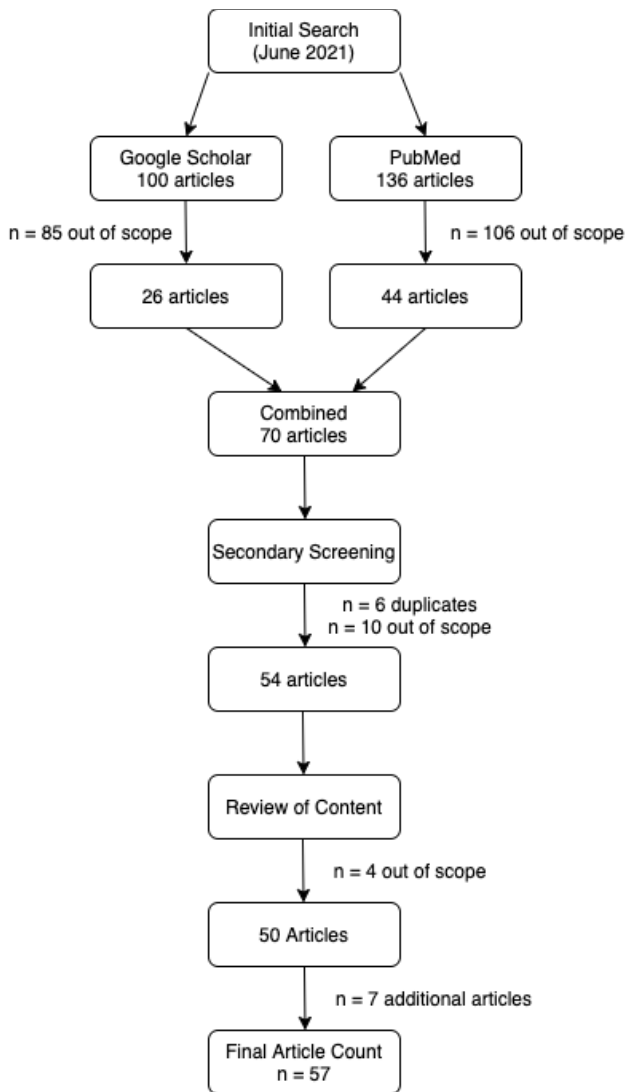 Initial Search
(June 2021)
Google Scholar
100 articles
PubMed
136 articles
n = 85 out of scope
n = 106 out of scope
26 articles
44 articles
Combined
70 articles
Secondary Screening
n = 6 duplicates
n = 10 out of scope
54 articles
Review of Content
n = 4 out of scope
50 Articles
n = 7 additional articles
Final Article Count
n = 57